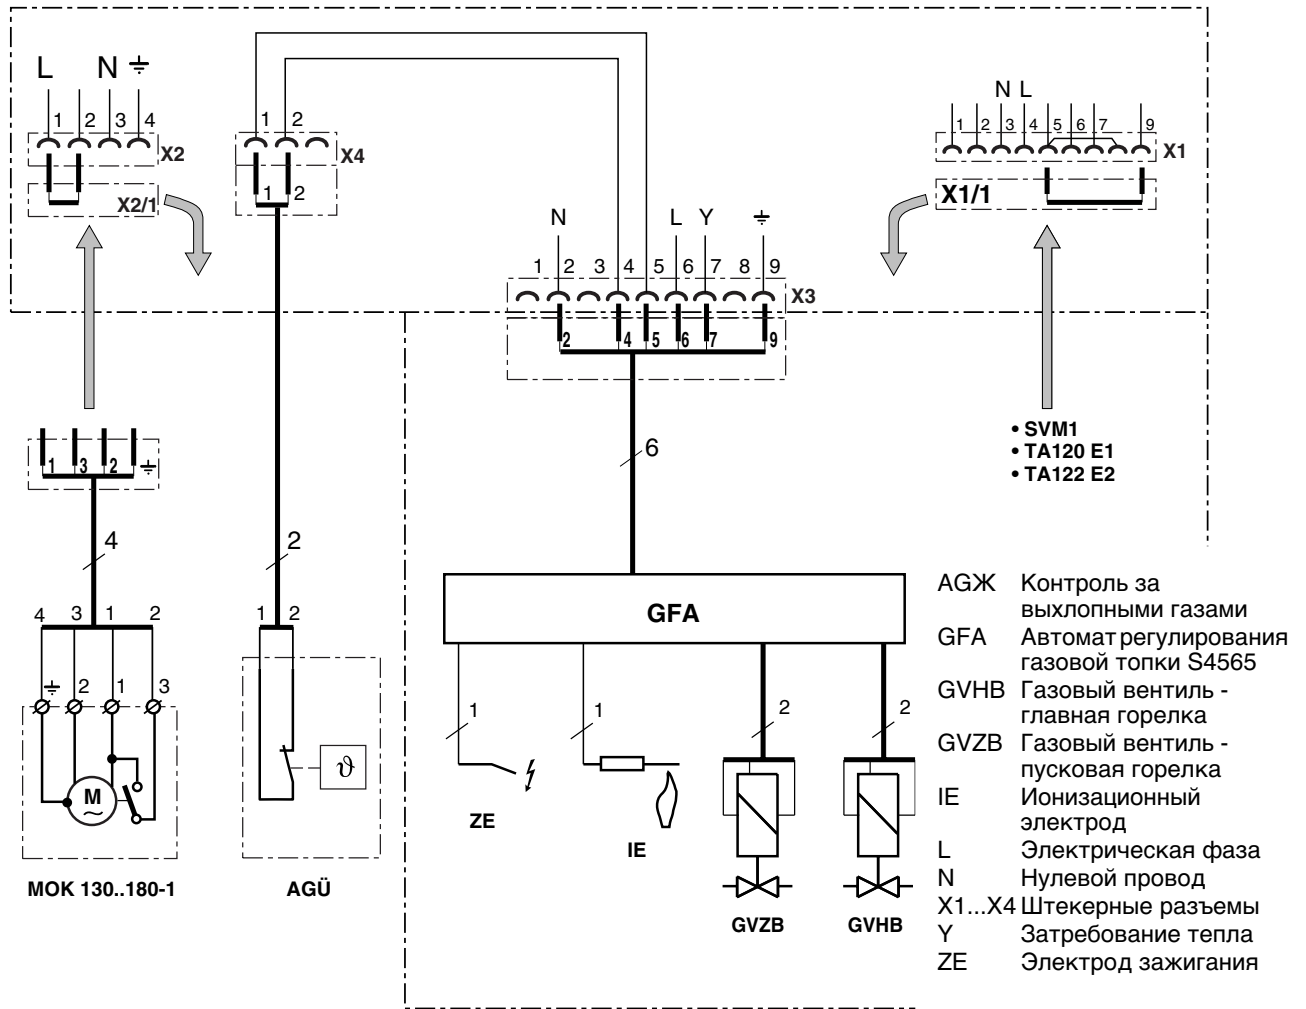 L N
1 2 3 4
X2
X2/1
1 2
X4
1 2
N L
1 2 3 4 5 6 7 9
X1
X1/1
N L Y
1 2 3 4 5 6 7 8 9
X3
2 4 5 6 7 9
• SVM1
• TA120 E1
• TA122 E2
6
1 3 2
4
2
4 3 1 2
2 1 3
M
~
MOK 130..180-1
1 2
ϑ
AGÜ
GFA
1 1 2 2
ZE
IE
GVZB
GVHB
AGЖ Контроль за
выхлопными газами
GFA Автомат регулирования
газовой топки S4565
GVHB Газовый вентиль -
главная горелка
GVZB Газовый вентиль -
пусковая горелка
IE Ионизационный
электрод
L Электрическая фаза
N Нулевой провод
X1...X4 Штекерные разъемы
Y Затребование тепла
ZE Электрод зажигания